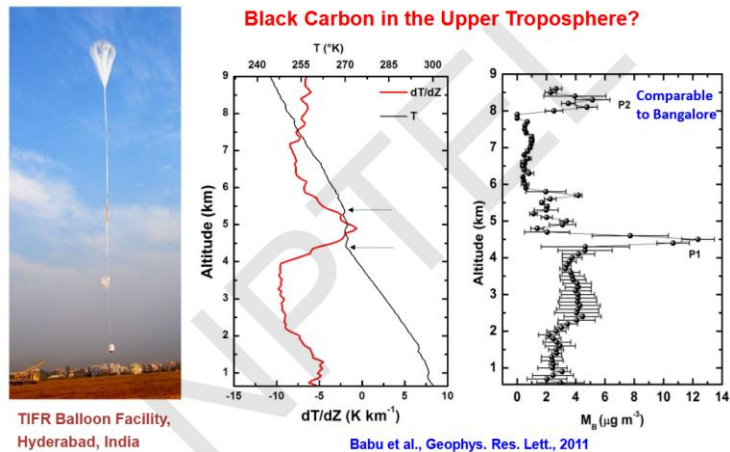 Black Carbon in the Upper Troposphere?
T (°K)
240 255 270 285 300
dT/dZ
T
Altitude (km)
9
8
7
6
5
4
3
2
1
-15 -10 -5 0 5 10
dT/dZ (K km⁻¹)
P2
Comparable
to Bangalore
P1
Altitude (km)
9
8
7
6
5
4
3
2
1
0 2 4 6 8 10 12 14
M_B (μg m⁻³)
TIFR Balloon Facility,
Hyderabad, India
Babu et al., Geophys. Res. Lett., 2011
NPTEL